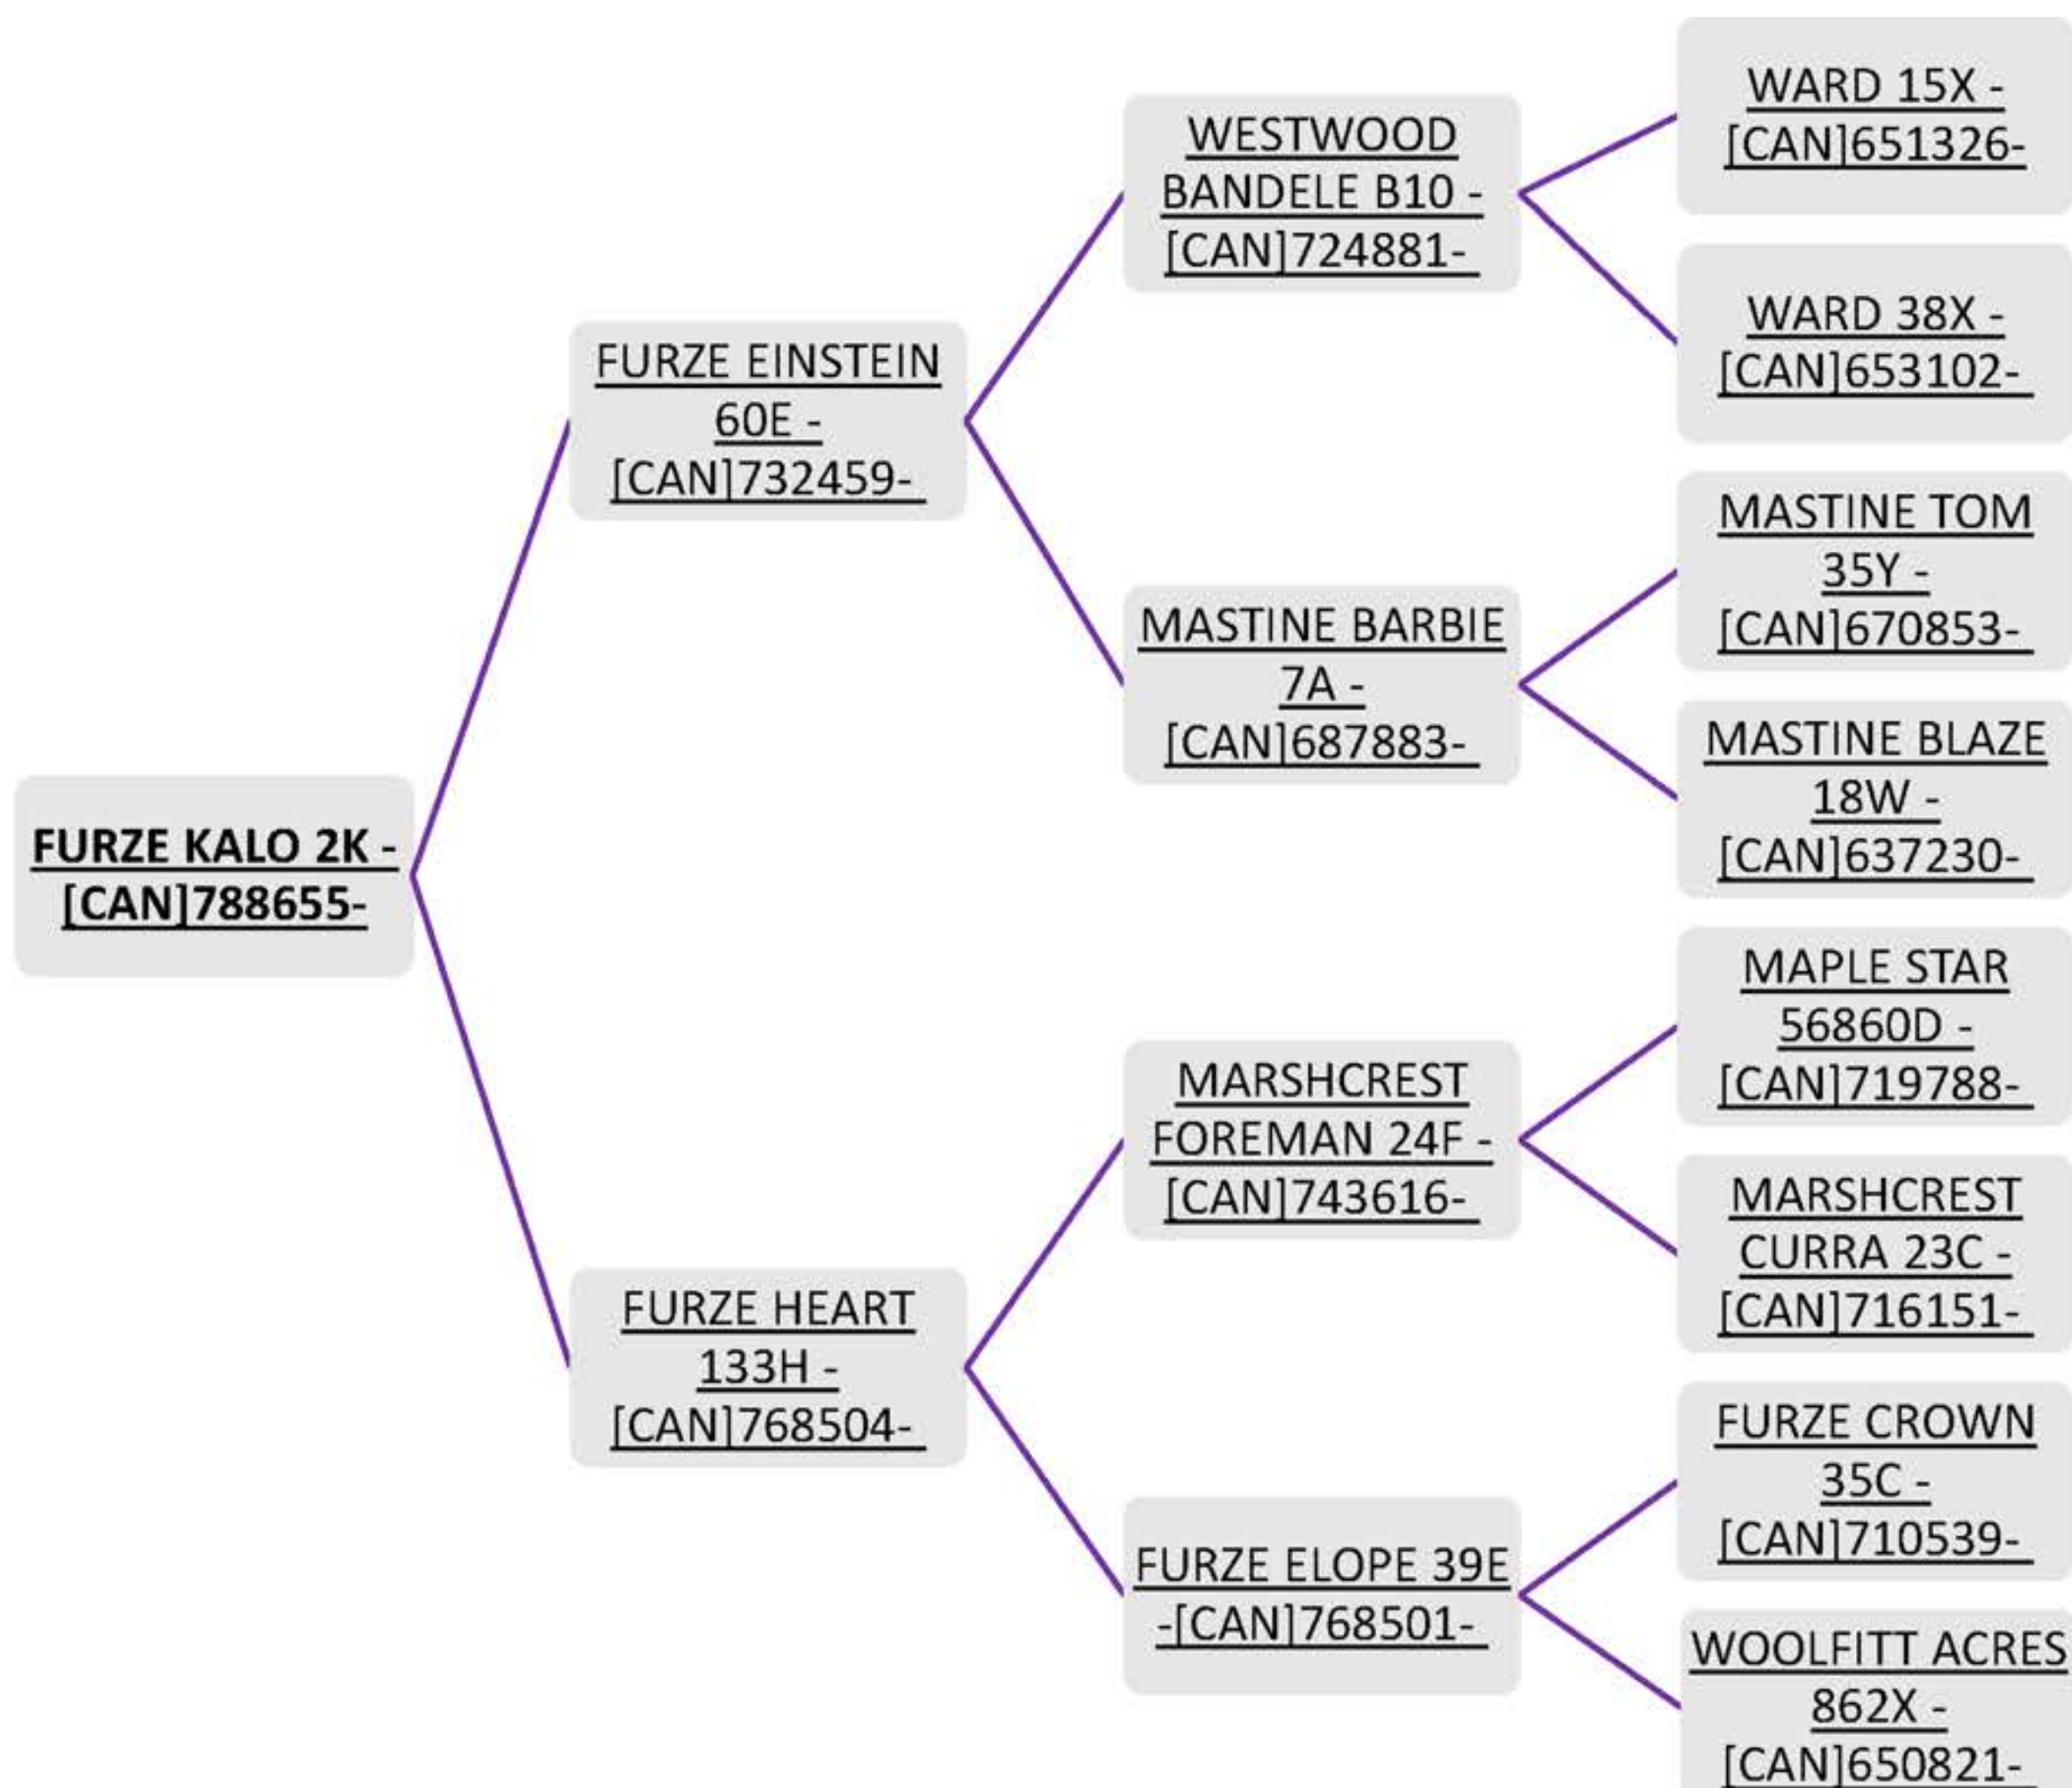 FURZE KALO 2K -
[CAN]788655-
FURZE EINSTEIN
60E -
[CAN]732459-
FURZE HEART
133H -
[CAN]768504-
WESTWOOD
BANDELE B10 -
[CAN]724881-
MASTINE BARBIE
7A -
[CAN]687883-
MARSHCREST
FOREMAN 24F -
[CAN]743616-
FURZE ELOPE 39E
-[CAN]768501-
WARD 15X -
[CAN]651326-
WARD 38X -
[CAN]653102-
MASTINE TOM
35Y -
[CAN]670853-
MASTINE BLAZE
18W -
[CAN]637230-
MAPLE STAR
56860D -
[CAN]719788-
MARSHCREST
CURRA 23C -
[CAN]716151-
FURZE CROWN
35C -
[CAN]710539-
WOOLFITT ACRES
862X -
[CAN]650821-